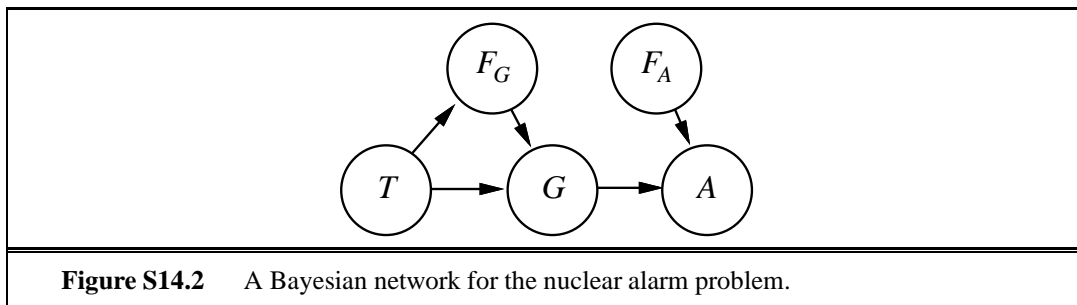 F_G
F_A
T
G
A
Figure S14.2 A Bayesian network for the nuclear alarm problem.